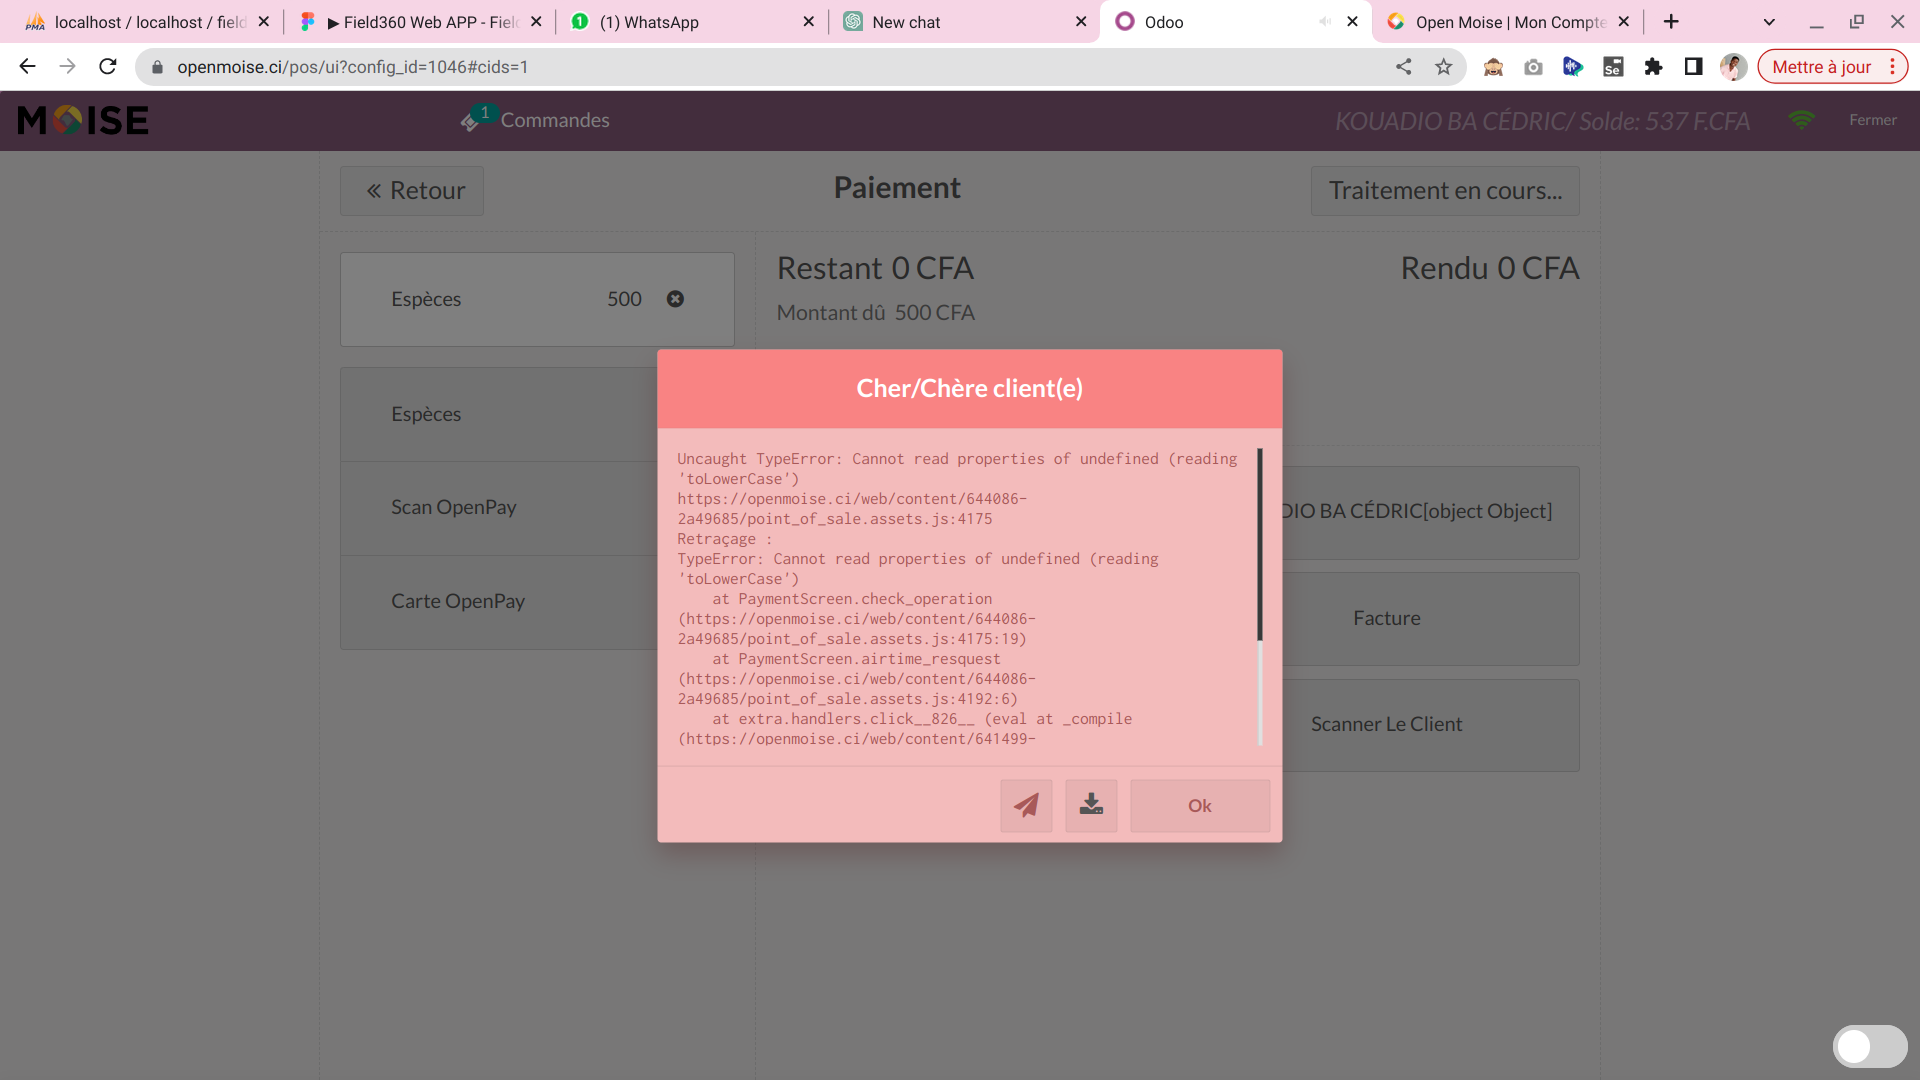 localhost / localhost / field
▶ Field360 Web APP - Fiel
(1) WhatsApp
New chat
Odoo
Open Moise | Mon Compte
openmoise.ci/pos/ui?config_id=1046#cids=1
Mettre à jour
MOISE
1
Commandes
KOUADIO BA CÉDRIC/ Solde: 537 F.CFA
Fermer
« Retour
Paiement
Traitement en cours...
Espèces 500
Restant 0 CFA
Rendu 0 CFA
Montant dû 500 CFA
Espèces
Scan OpenPay
Carte OpenPay
Cher/Chère client(e)
Uncaught TypeError: Cannot read properties of undefined (reading
'toLowerCase')
https://openmoise.ci/web/content/644086-
2a49685/point_of_sale.assets.js:4175
Retraçage :
TypeError: Cannot read properties of undefined (reading
'toLowerCase')
at PaymentScreen.check_operation
(https://openmoise.ci/web/content/644086-
2a49685/point_of_sale.assets.js:4175:19)
at PaymentScreen.airtime_resquest
(https://openmoise.ci/web/content/644086-
2a49685/point_of_sale.assets.js:4192:6)
at extra.handlers.click__826__ (eval at _compile
(https://openmoise.ci/web/content/641499-
Ok
DIO BA CÉDRIC[object Object]
Facture
Scanner Le Client